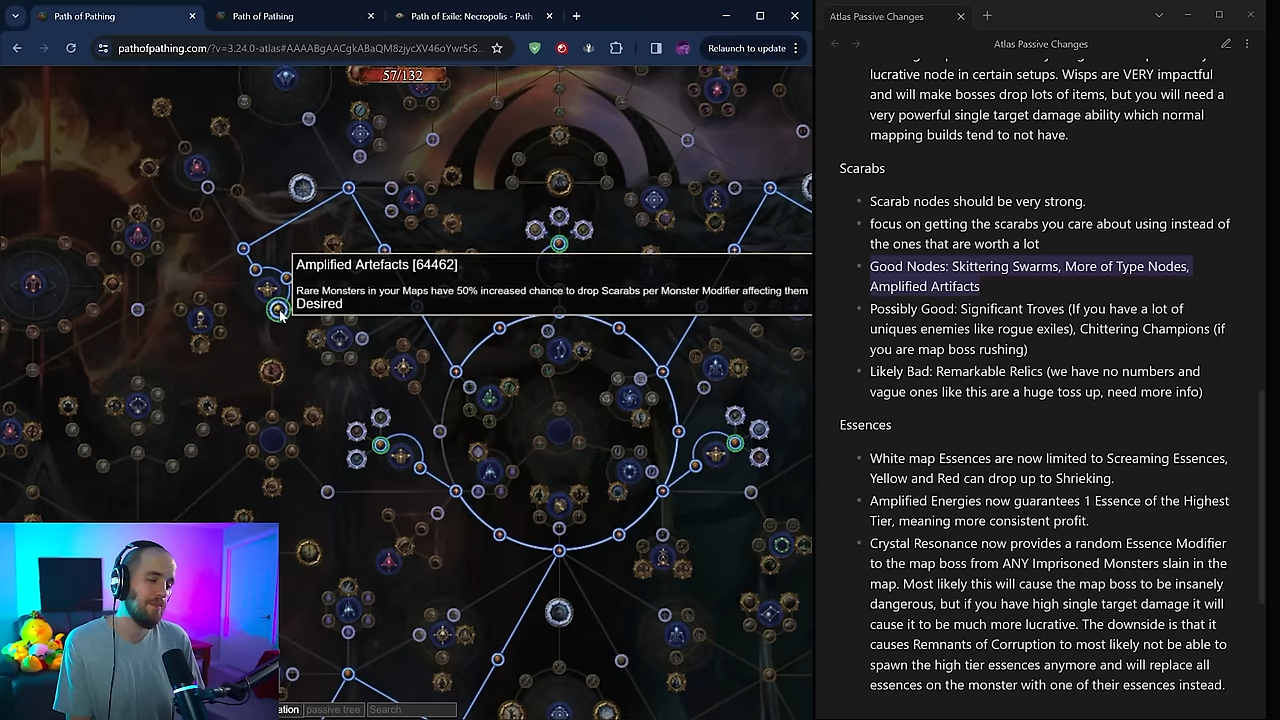 Path of Pathing
Path of Pathing
Path of Exile: Necropolis - Path
pathofpathing.com/?v=3.24.0-atlas#AAAABgAACgkABaQM8zjycXV46oYwr5rS...
Relaunch to update
57/132
Amplified Artefacts [64462]
Rare Monsters in your Maps have 50% increased chance to drop Scarabs per Monster Modifier affecting them
Desired
passive tree
Search
Atlas Passive Changes
Atlas Passive Changes
lucrative node in certain setups. Wisps are VERY impactful
and will make bosses drop lots of items, but you will need a
very powerful single target damage ability which normal
mapping builds tend to not have.
Scarabs
Scarab nodes should be very strong.
focus on getting the scarabs you care about using instead of
the ones that are worth a lot
Good Nodes: Skittering Swarms, More of Type Nodes,
Amplified Artifacts
Possibly Good: Significant Troves (If you have a lot of
uniques enemies like rogue exiles), Chittering Champions (if
you are map boss rushing)
Likely Bad: Remarkable Relics (we have no numbers and
vague ones like this are a huge toss up, need more info)
Essences
White map Essences are now limited to Screaming Essences,
Yellow and Red can drop up to Shrieking.
Amplified Energies now guarantees 1 Essence of the Highest
Tier, meaning more consistent profit.
Crystal Resonance now provides a random Essence Modifier
to the map boss from ANY Imprisoned Monsters slain in the
map. Most likely this will cause the map boss to be insanely
dangerous, but if you have high single target damage it will
cause it to be much more lucrative. The downside is that it
causes Remnants of Corruption to most likely not be able to
spawn the high tier essences anymore and will replace all
essences on the monster with one of their essences instead.